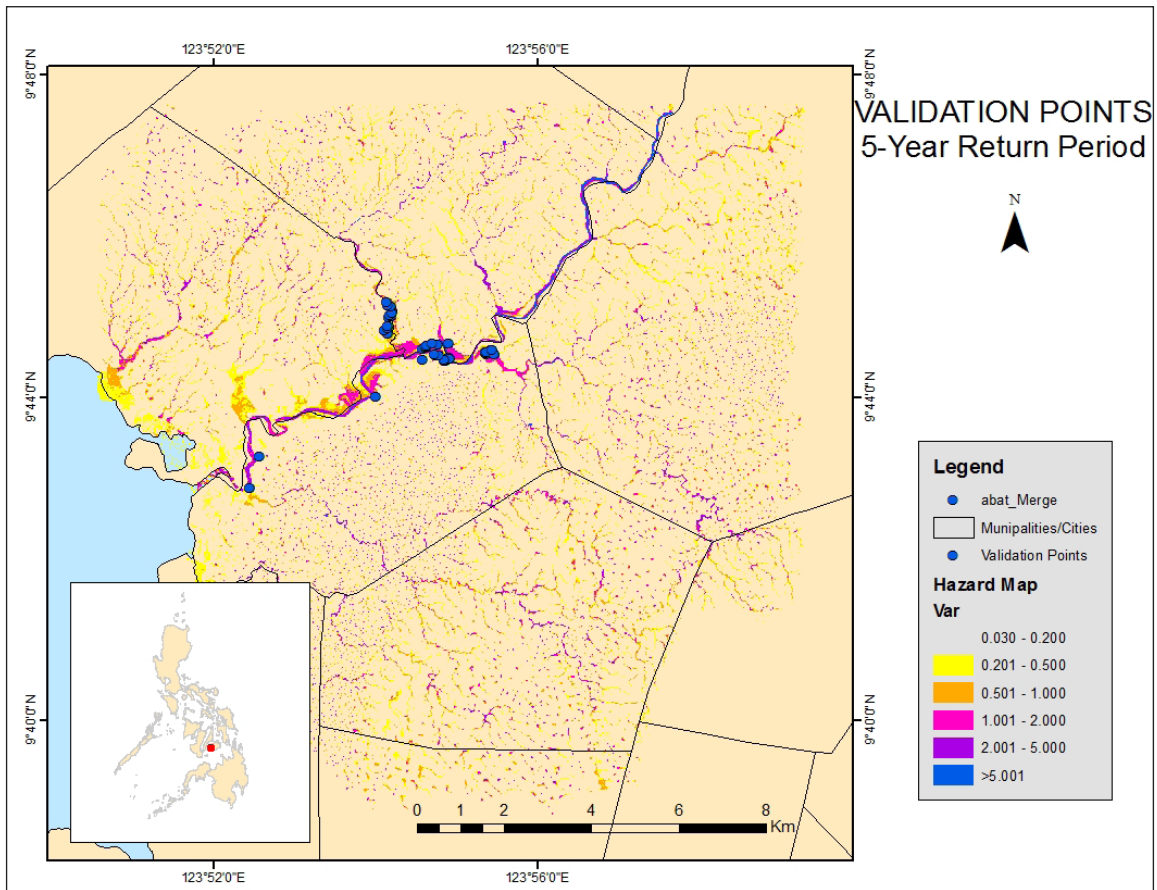 123°52'0"E
123°56'0"E
9°48'0"N
9°48'0"N
VALIDATION POINTS
5-Year Return Period
N
9°44'0"N
9°44'0"N
Legend
abat_Merge
Munipalities/Cities
Validation Points
Hazard Map
Var
0.030 - 0.200
0.201 - 0.500
0.501 - 1.000
1.001 - 2.000
2.001 - 5.000
>5.001
9°40'0"N
9°40'0"N
0 1 2 4 6 8
Km
123°52'0"E
123°56'0"E